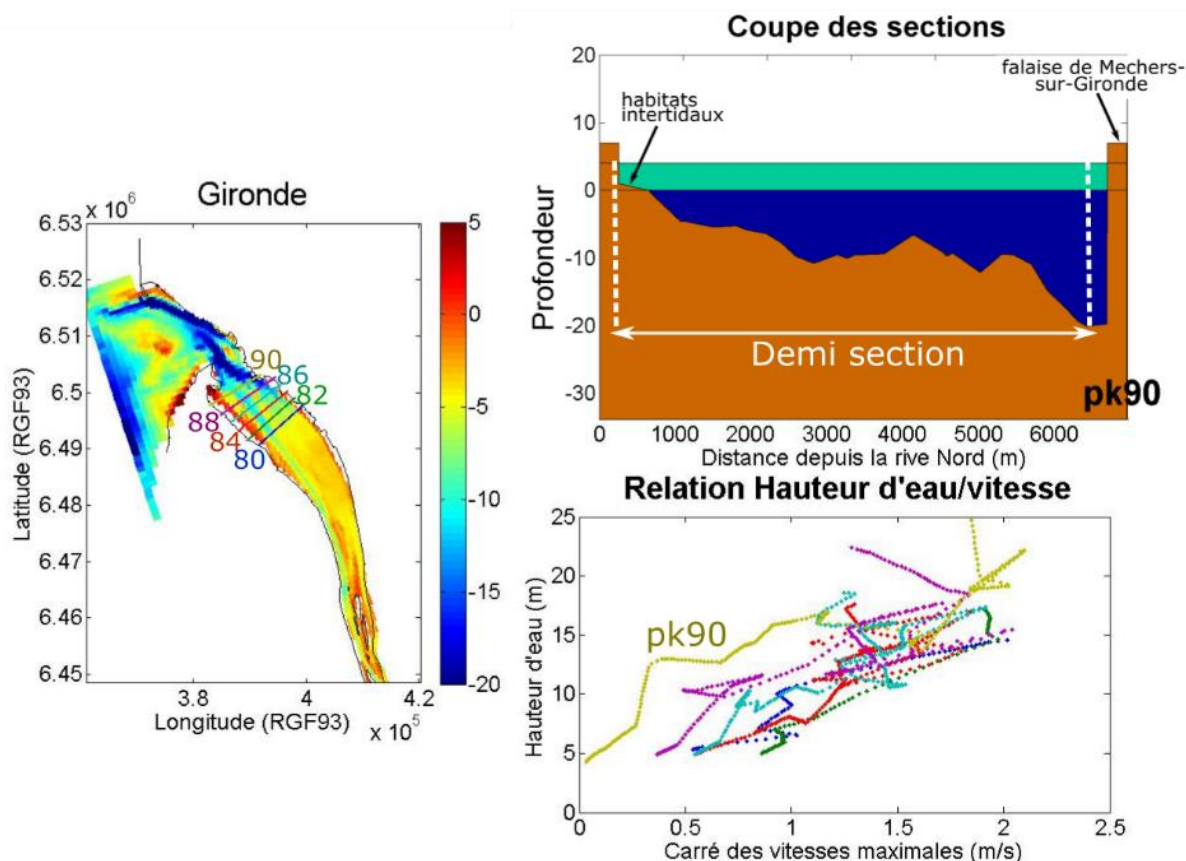 Gironde
x 10⁶
6.53
6.52
6.51
6.5
6.49
6.48
6.47
6.46
6.45
Latitude (RGF93)
90
86
82
88
84
80
3.8
4
4.2
Longitude (RGF93)
x 10⁵
5
0
-5
-10
-15
-20
Coupe des sections
20
10
0
-10
-20
-30
Profondeur
habitats
intertidaux
falaise de Mechers-
sur-Gironde
Demi section
pk90
0
1000
2000
3000
4000
5000
6000
Distance depuis la rive Nord (m)
Relation Hauteur d'eau/vitesse
25
20
15
10
5
0
Hauteur d'eau (m)
pk90
0
0.5
1
1.5
2
2.5
Carré des vitesses maximales (m/s)